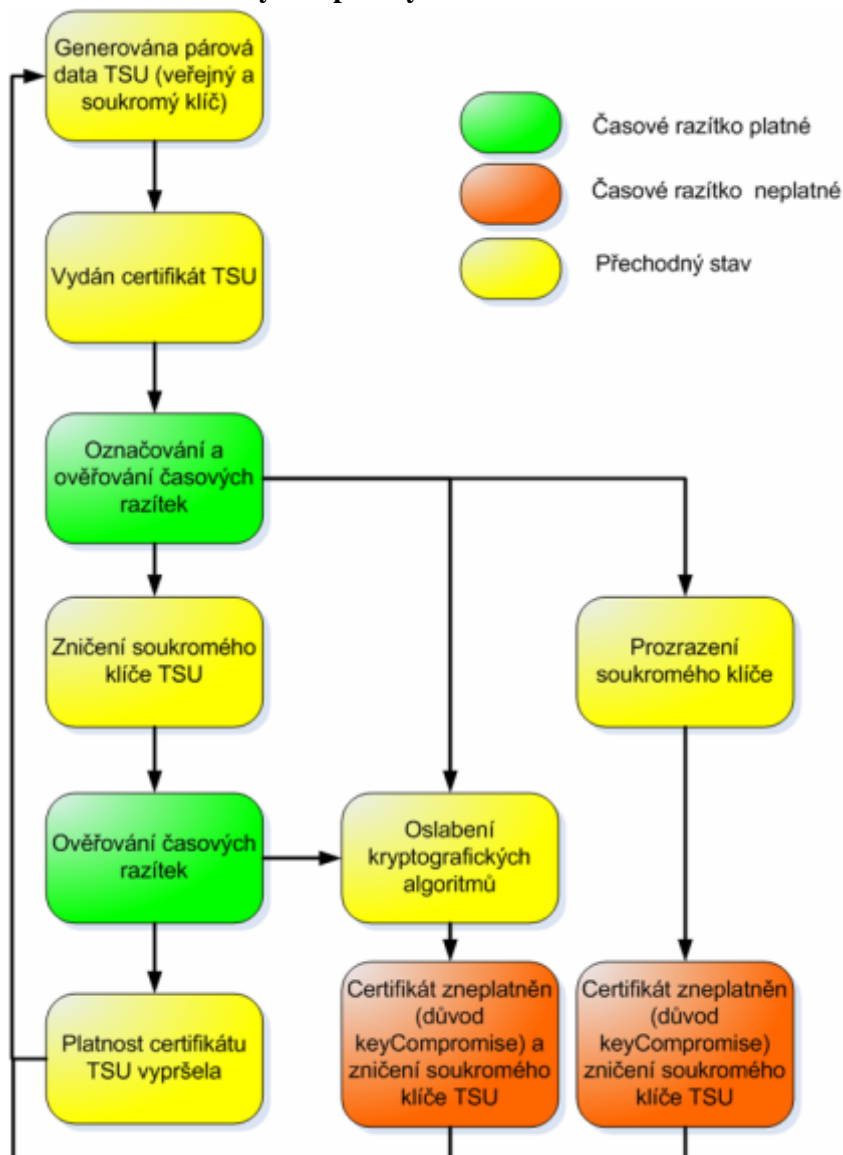 Generována párová
data TSU (veřejný a
soukromý klíč)
Časové razítko platné
Časové razítko  neplatné
Přechodný stav
Vydán certifikát TSU
Označování a
ověřování časových
razítek
Zničení soukromého
klíče TSU
Prozrazení
soukromého klíče
Ověřování časových
razítek
Oslabení
kryptografických
algoritmů
Platnost certifikátu
TSU vypršela
Certifikát zneplatněn
(důvod
keyCompromise) a
zničení soukromého
klíče TSU
Certifikát zneplatněn
(důvod
keyCompromise)
zničení soukromého
klíče TSU